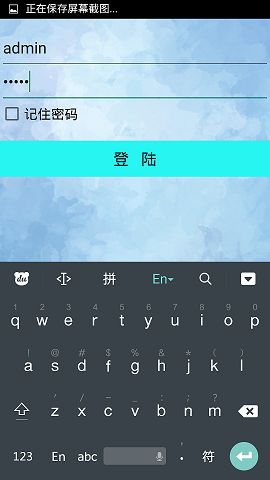 正在保存屏幕截图...
admin
•••••
记住密码
登 陆
du 拼 En
1 2 3 4 5 6 7 8 9 0
q w e r t y u i o p
! @ # $ % & * ( )
a s d f g h j k l
z x c v b n m
123 En abc . 符